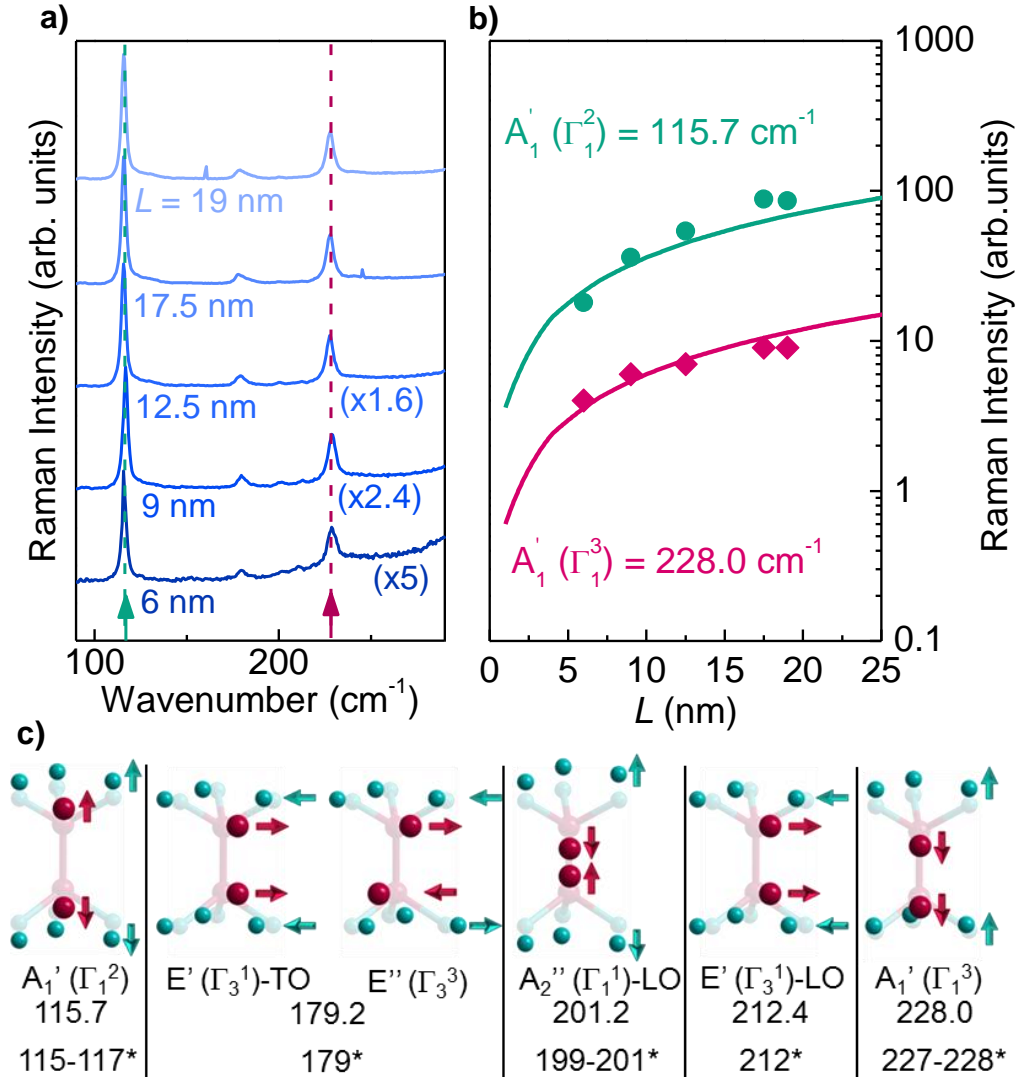 a)
Raman Intensity (arb. units)
L = 19 nm
17.5 nm
12.5 nm
(x1.6)
9 nm
(x2.4)
6 nm
(x5)
100
200
Wavenumber (cm⁻¹)
b)
A₁' (Γ₁²) = 115.7 cm⁻¹
A₁' (Γ₁³) = 228.0 cm⁻¹
1000
100
10
1
0.1
Raman Intensity (arb.units)
0 5 10 15 20 25
L (nm)
c)
A₁' (Γ₁²) E' (Γ₃¹)-TO E'' (Γ₃³) A₂'' (Γ₁¹)-LO E' (Γ₃¹)-LO A₁' (Γ₁³)
115.7 179.2 201.2 212.4 228.0
115-117* 179* 199-201* 212* 227-228*